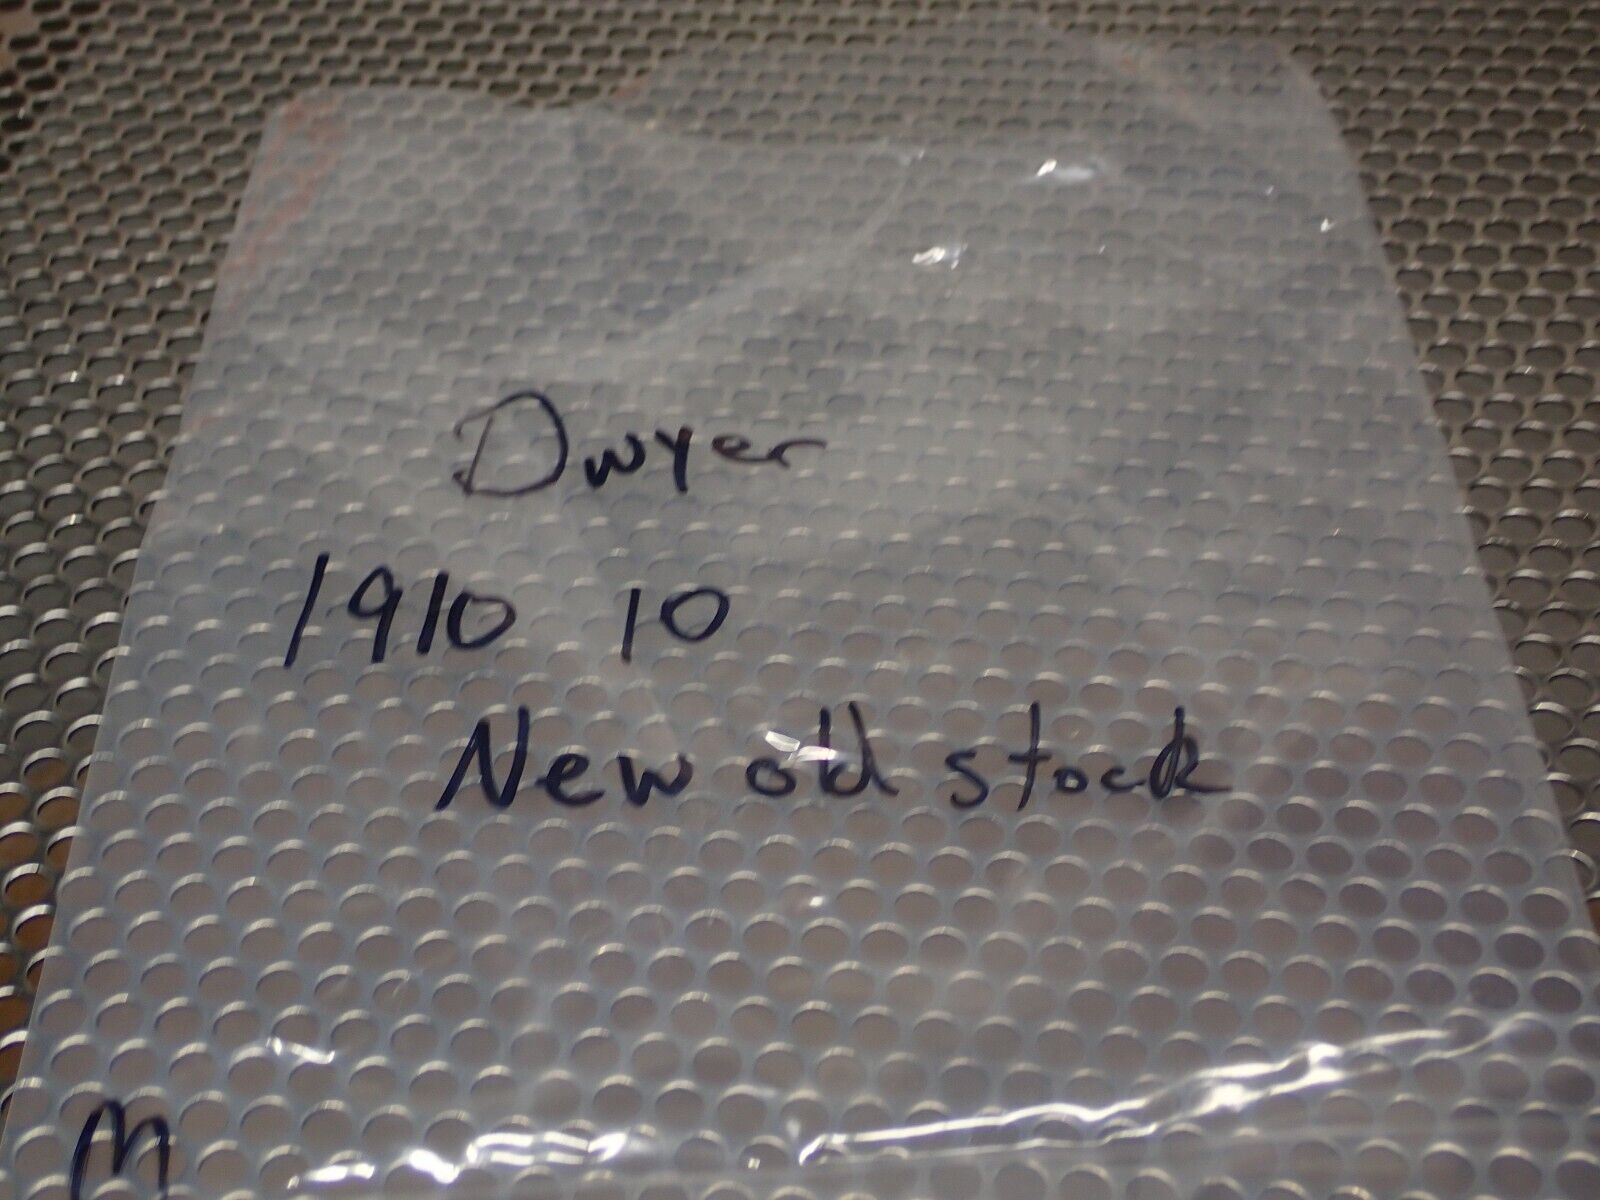 Dwyer
1910 10
New old stock
M